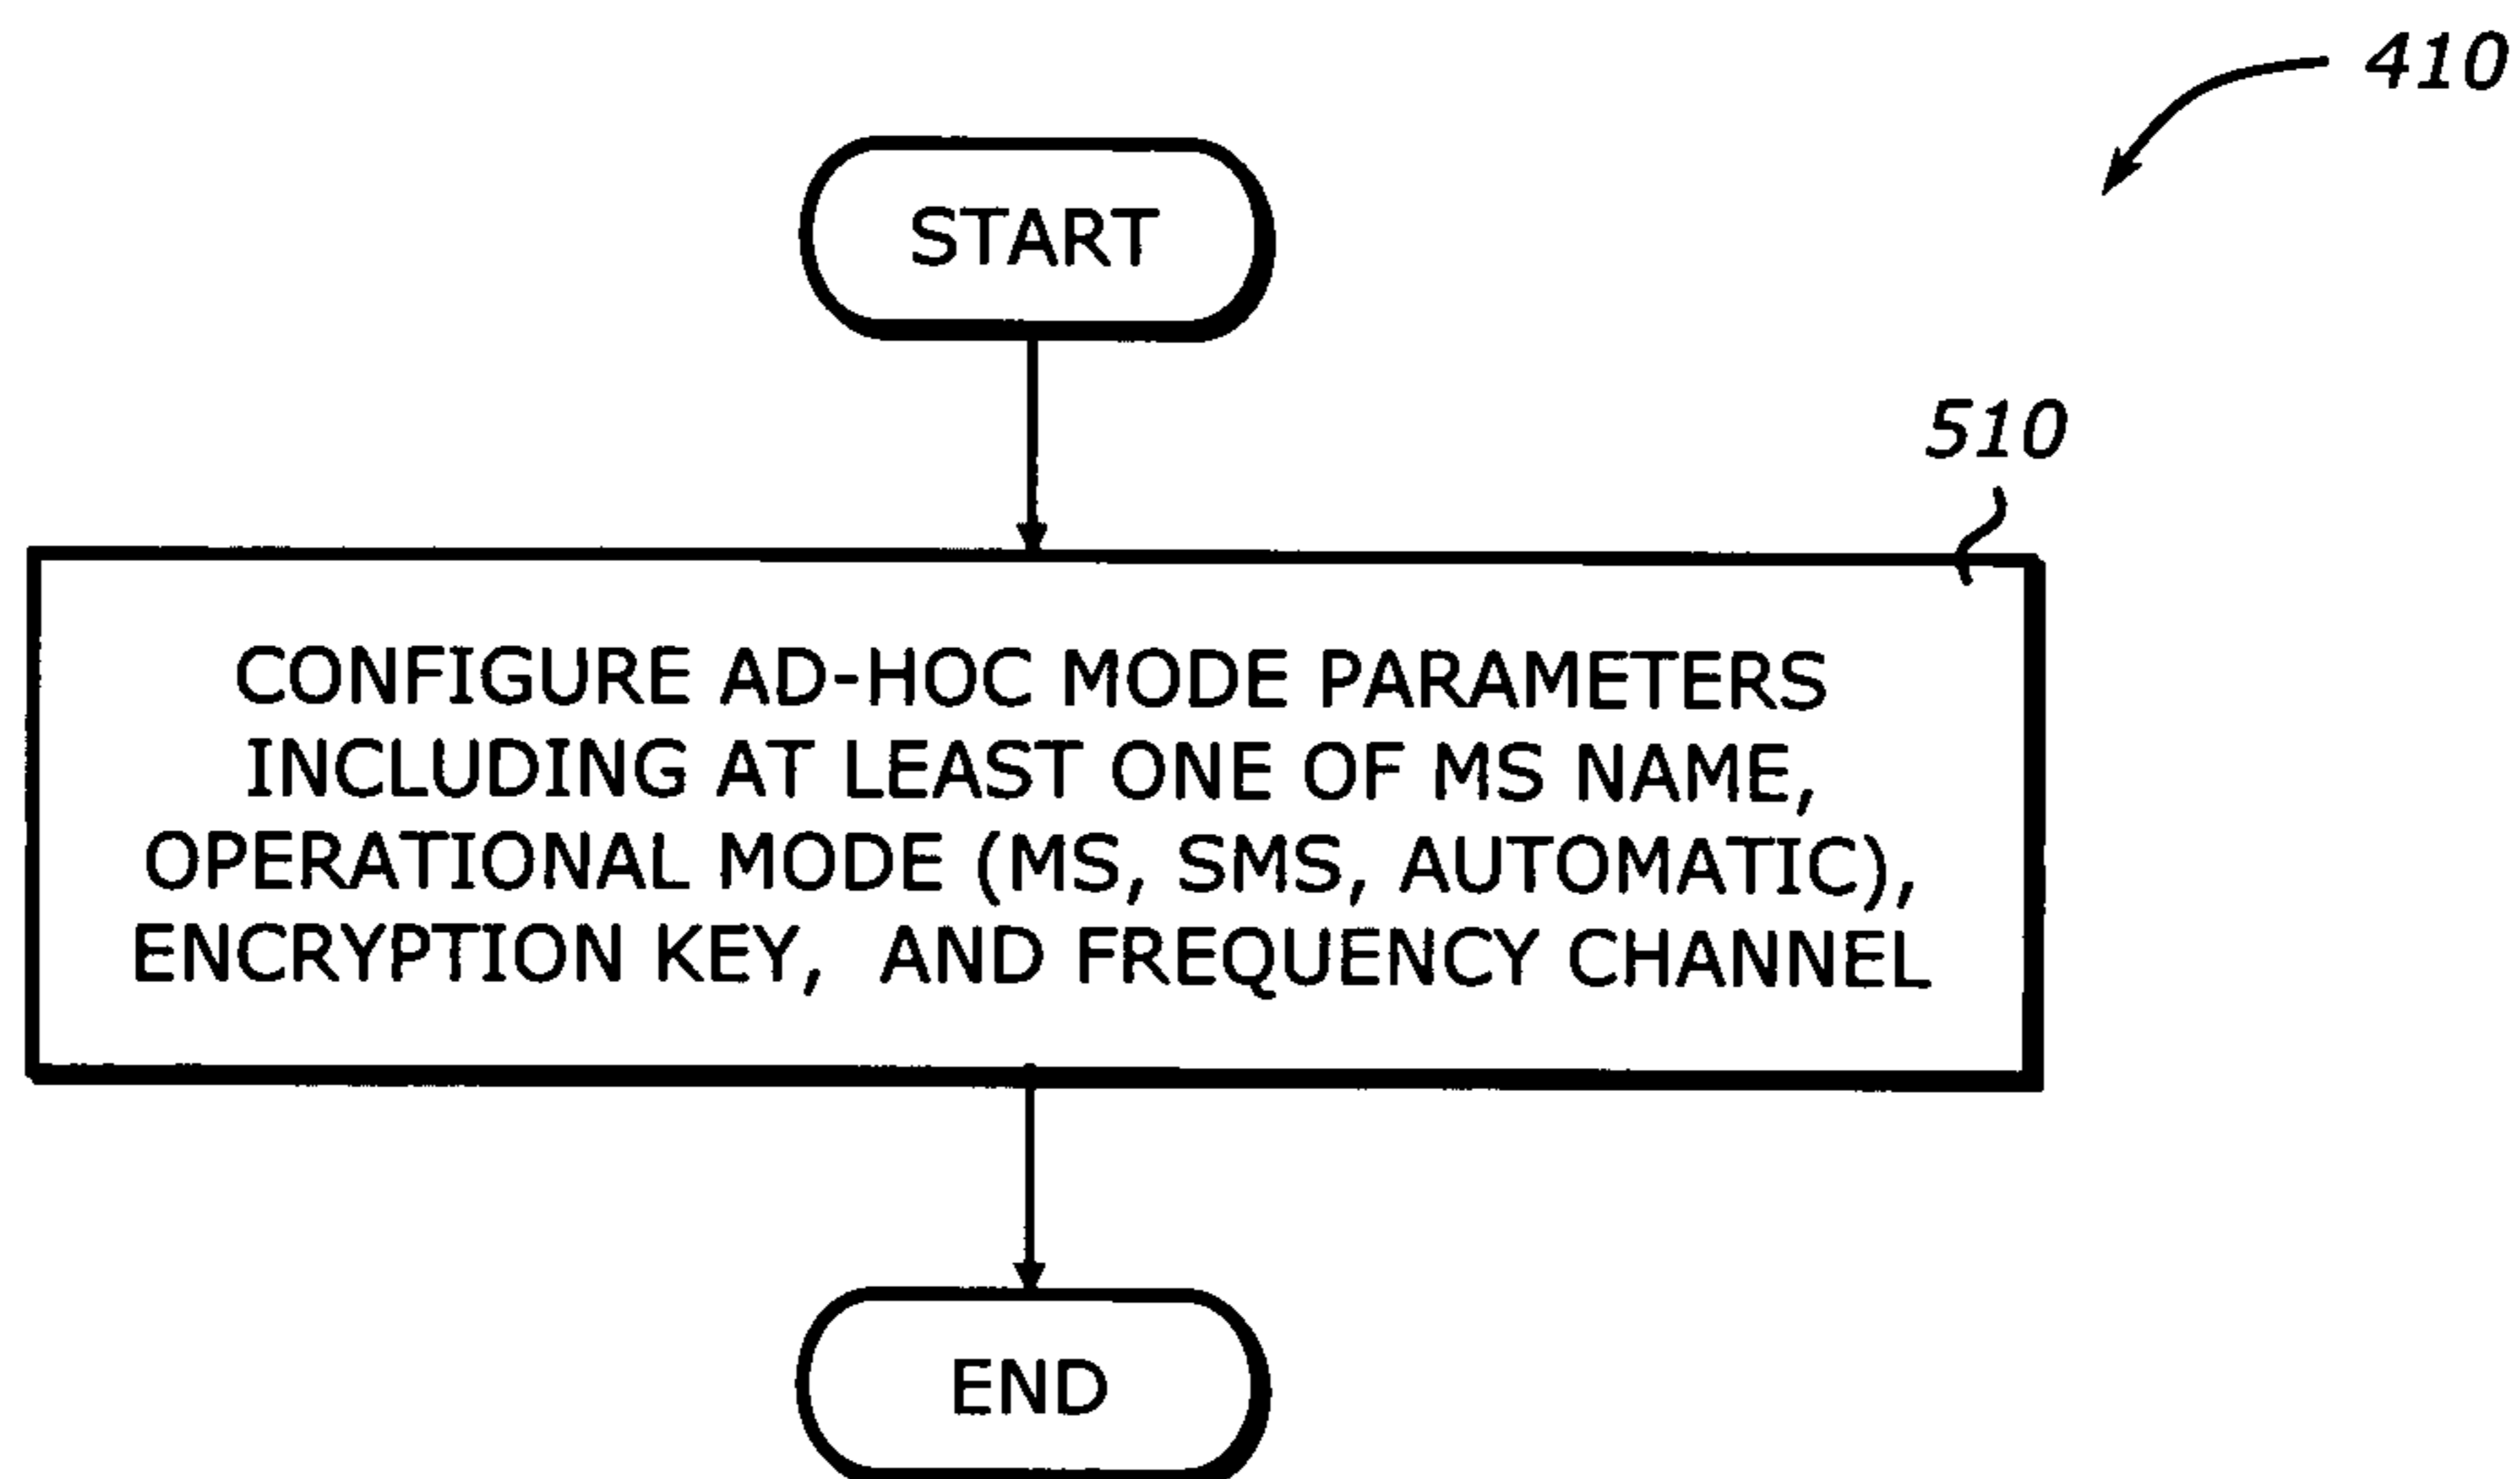 410
START
510
CONFIGURE AD-HOC MODE PARAMETERS
INCLUDING AT LEAST ONE OF MS NAME,
OPERATIONAL MODE (MS, SMS, AUTOMATIC),
ENCRYPTION KEY, AND FREQUENCY CHANNEL
END